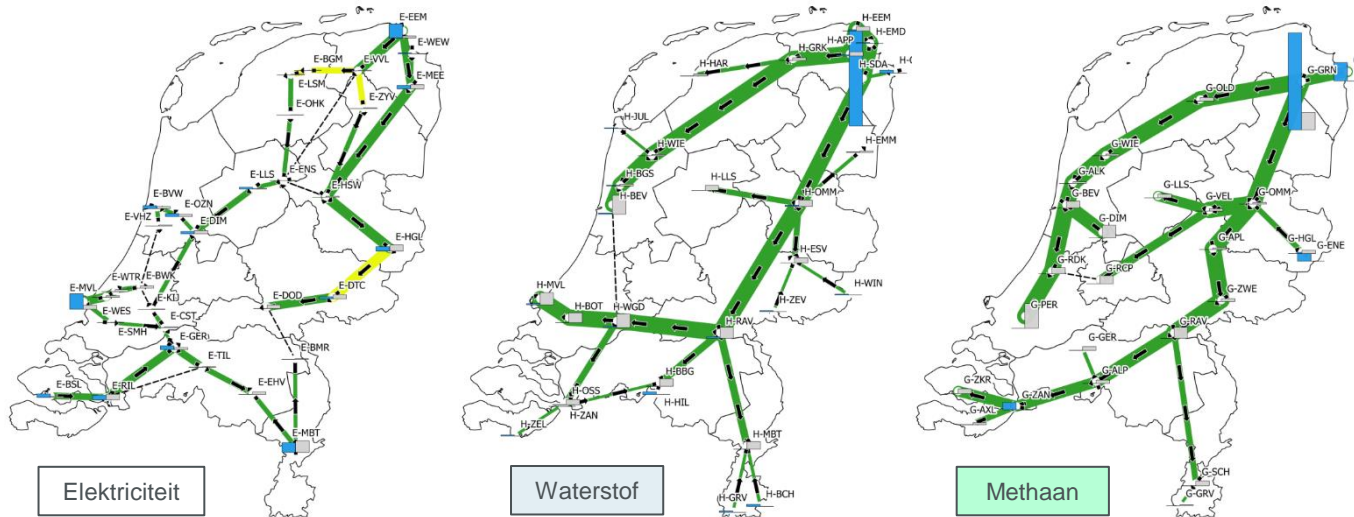 E-EEM
E-WEW
E-BGM
E-VVL
E-MEE
E-LSM
E-ZYV
E-OHK
E-ENS
E-LLS
E-HSW
E-BVW
E-OZN
E-VHZ
E-DIM
E-HGL
E-WTR
E-BWK
E-DTC
E-MVL
E-DOD
E-KIJ
E-WES
E-CST
E-SMH
E-GER
E-BMR
E-TIL
E-BSL
E-RIL
E-EHV
E-MBT
Elektriciteit
H-EEM
H-EMD
H-APP
H-GRK
H-HAR
H-SDA
H-JUL
H-EMM
H-WIE
H-BGS
H-LLS
H-OMM
H-BEV
H-ESV
H-MVL
H-WIN
H-ZEV
H-BOT
H-WGD
H-RAV
H-BBG
H-OSS
H-HIL
H-ZAN
H-ZEL
H-MBT
H-GRV
H-BCH
Waterstof
G-GRN
G-OLD
G-WIE
G-ALK
G-LLS
G-VEL
G-OMM
G-BEV
G-DIM
G-HGL
G-ENE
G-APL
G-RDK
G-RCP
G-ZWE
G-PER
G-RAV
G-GER
G-ALP
G-ZKR
G-ZAN
G-AXL
G-SCH
G-GRV
Methaan